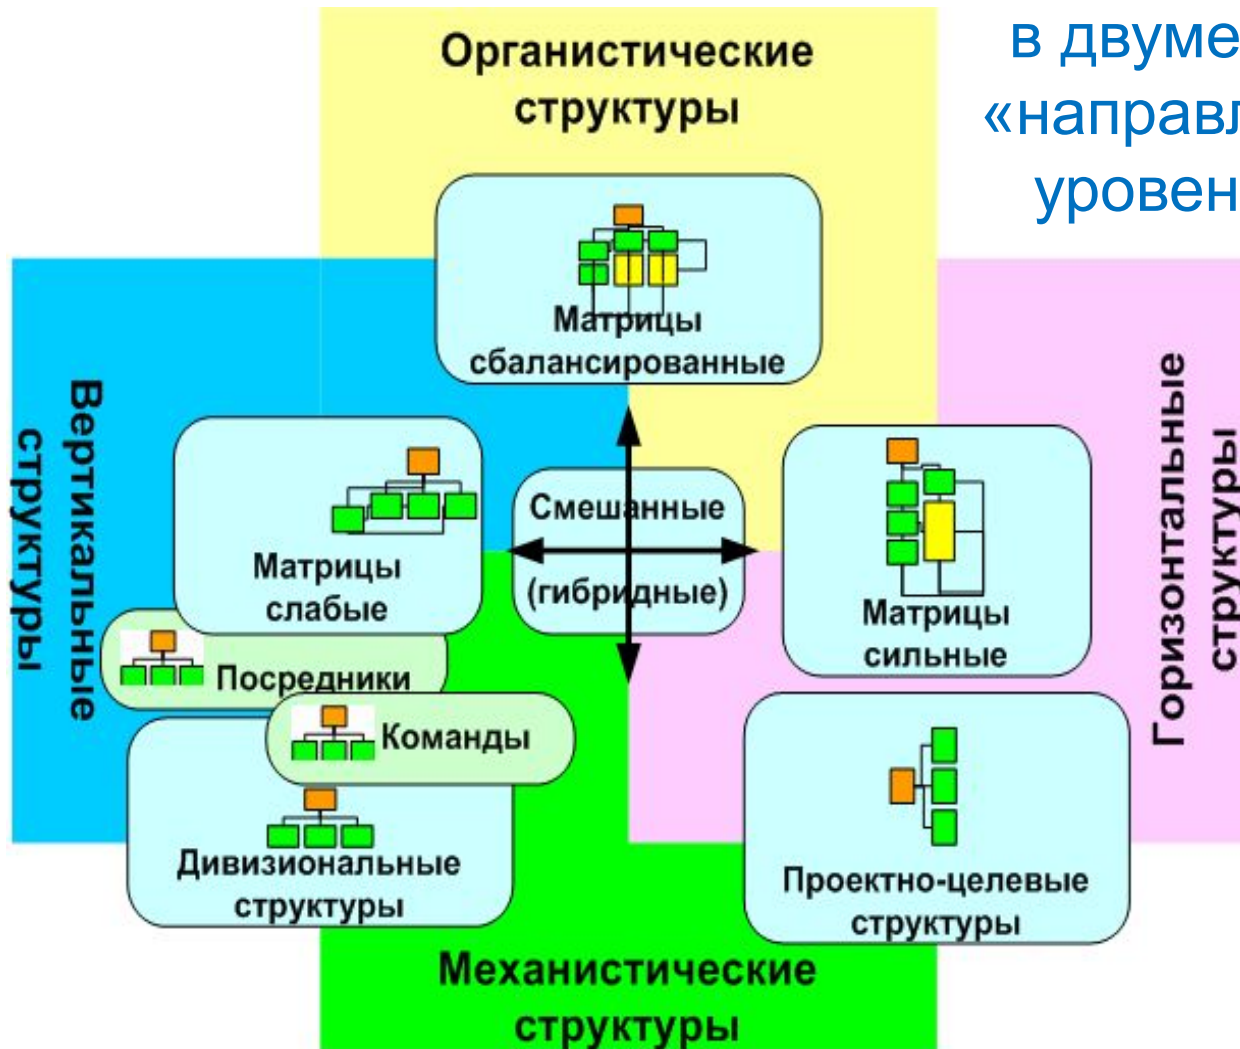 Органистические
структуры
в двуме
«направл
уровен
Матрицы
сбалансированные
Вертикальные
структуры
Горизонтальные
структуры
Смешанные
(гибридные)
Матрицы
слабые
Матрицы
сильные
Посредники
Команды
Дивизиональные
структуры
Проектно-целевые
структуры
Механистические
структуры